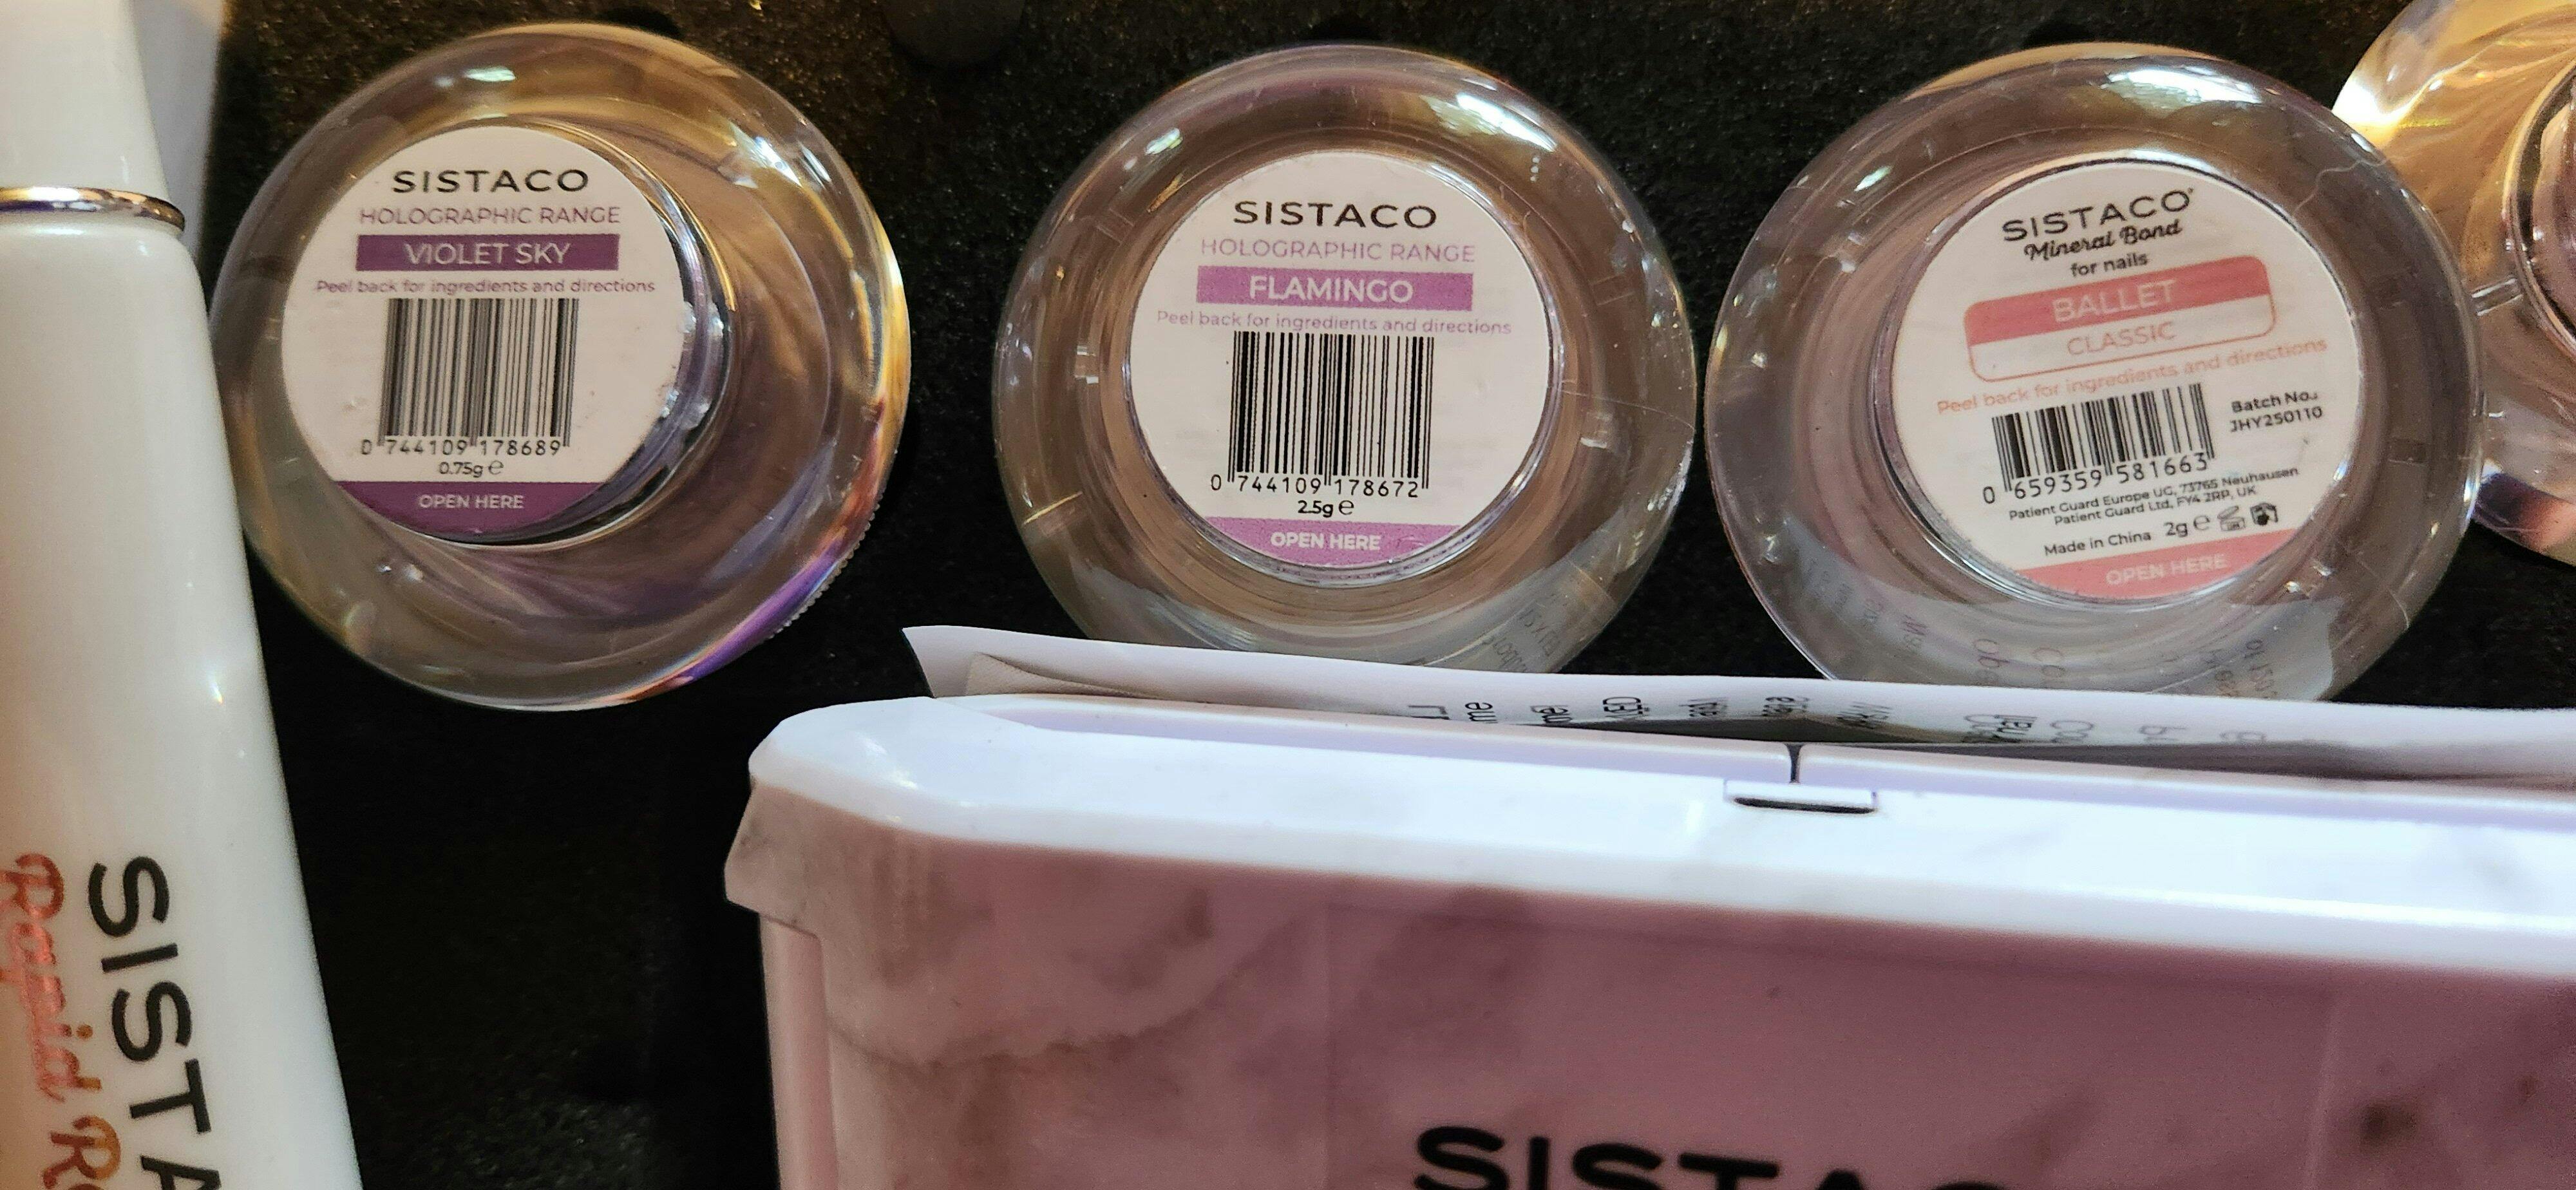 SISTACO
HOLOGRAPHIC RANGE
VIOLET SKY
Peel back for ingredients and directions
0 744109 178689
0.75g ℮
OPEN HERE
SISTACO
HOLOGRAPHIC RANGE
FLAMINGO
Peel back for ingredients and directions
0 744109 178672
2.5g ℮
OPEN HERE
SISTACO®
Mineral Bond
for nails
BALLET
CLASSIC
Peel back for ingredients and directions
Batch No.:
JHY250110
0 659359 581663
Patient Guard Europe UG, 73765 Neuhausen
Patient Guard Ltd, FY4 2RP, UK
Made in China 2g ℮
OPEN HERE
SISTA
Rapid
SISTAC